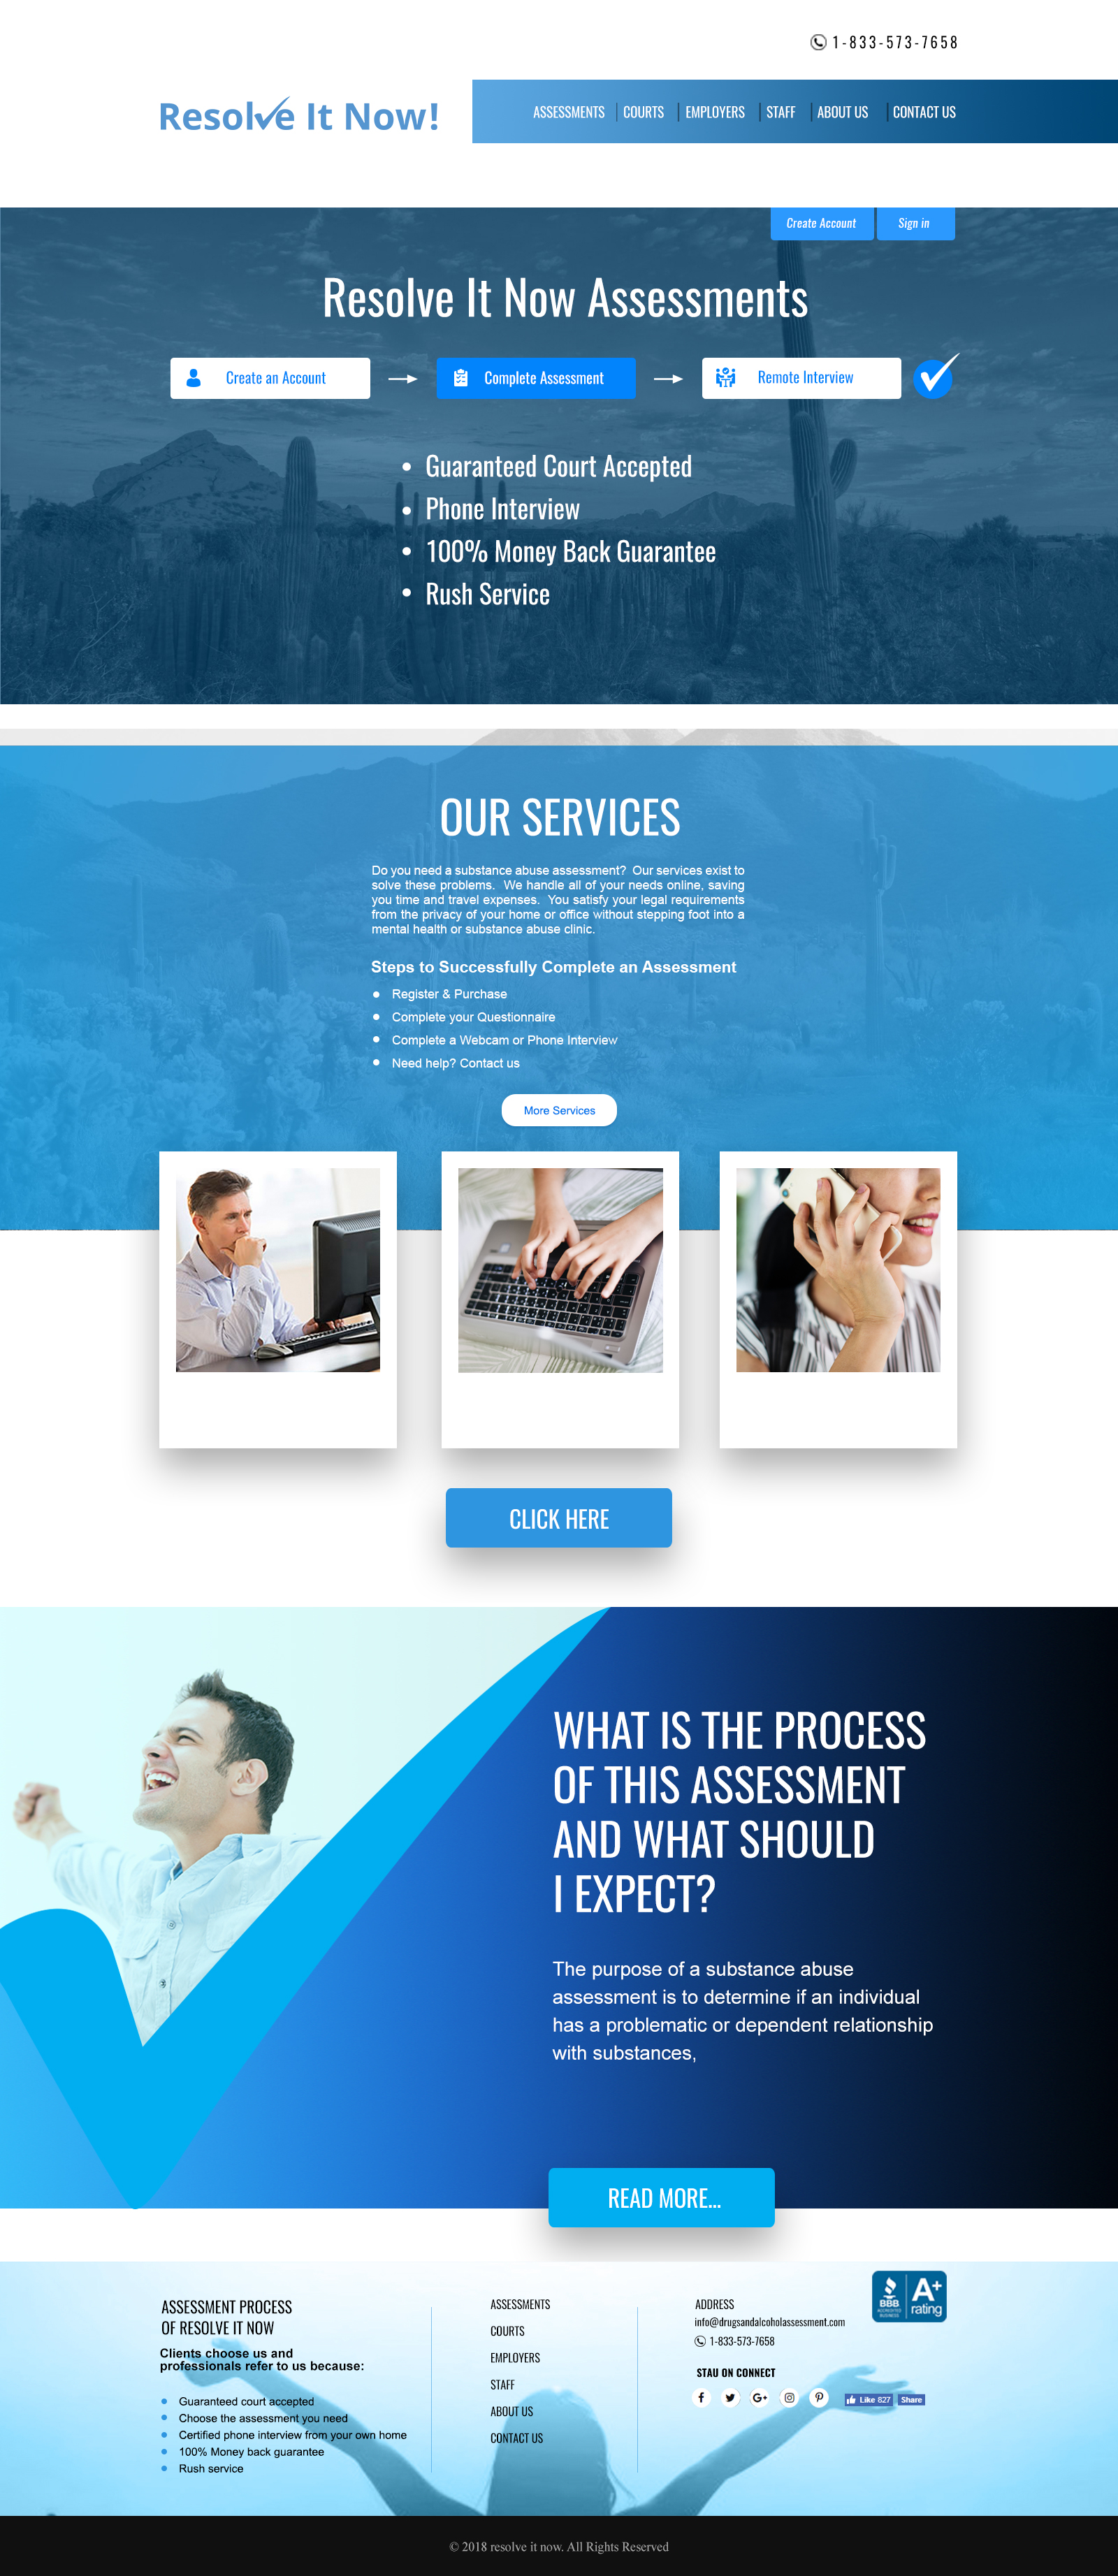 1-833-573-7658
Resolve It Now!
ASSESSMENTS COURTS EMPLOYERS STAFF ABOUT US CONTACT US
Create Account Sign in
Resolve It Now Assessments
Create an Account Complete Assessment Remote Interview
Guaranteed Court Accepted
Phone Interview
100% Money Back Guarantee
Rush Service
OUR SERVICES
Do you need a substance abuse assessment? Our services exist to
solve these problems. We handle all of your needs online, saving
you time and travel expenses. You satisfy your legal requirements
from the privacy of your home or office without stepping foot into a
mental health or substance abuse clinic.
Steps to Successfully Complete an Assessment
Register & Purchase
Complete your Questionnaire
Complete a Webcam or Phone Interview
Need help? Contact us
More Services
CLICK HERE
WHAT IS THE PROCESS
OF THIS ASSESSMENT
AND WHAT SHOULD
I EXPECT?
The purpose of a substance abuse
assessment is to determine if an individual
has a problematic or dependent relationship
with substances,
READ MORE...
ASSESSMENT PROCESS
OF RESOLVE IT NOW
Clients choose us and
professionals refer to us because:
Guaranteed court accepted
Choose the assessment you need
Certified phone interview from your own home
100% Money back guarantee
Rush service
ASSESSMENTS
COURTS
EMPLOYERS
STAFF
ABOUT US
CONTACT US
ADDRESS
info@drugsandalcoholassessment.com
1-833-573-7658
STAU ON CONNECT
Like 827 Share
BBB
ACCREDITED
BUSINESS
A+
rating
© 2018 resolve it now. All Rights Reserved